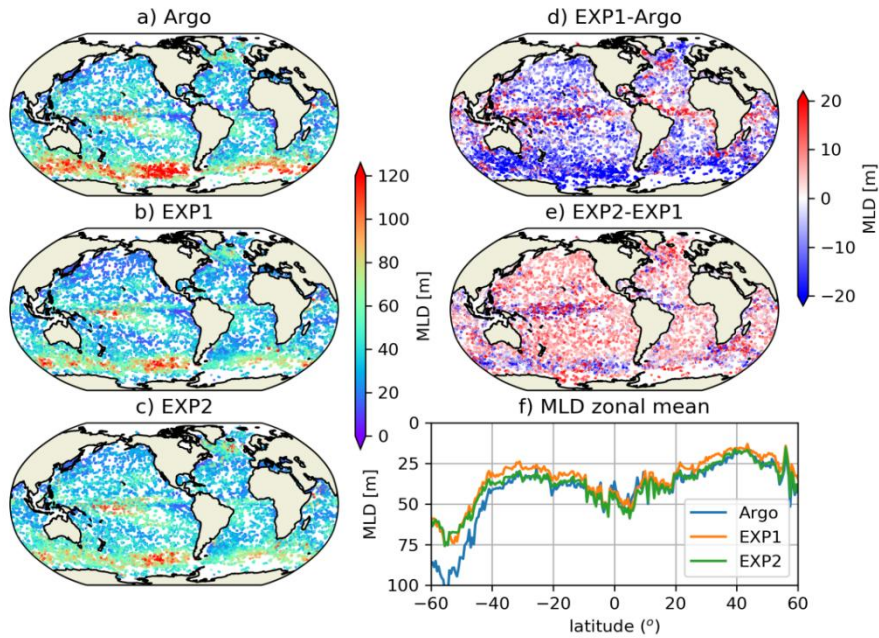 a) Argo
d) EXP1-Argo
b) EXP1
e) EXP2-EXP1
c) EXP2
f) MLD zonal mean
120
100
80
60
40
20
0
MLD [m]
20
10
0
−10
−20
MLD [m]
0
25
50
75
100
MLD [m]
Argo
EXP1
EXP2
−60 −40 −20 0 20 40 60
latitude (°)